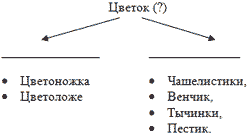 Цветок (?)
• Цветоножка
• Цветоложе
• Чашелистики,
• Венчик,
• Тычинки,
• Пестик.